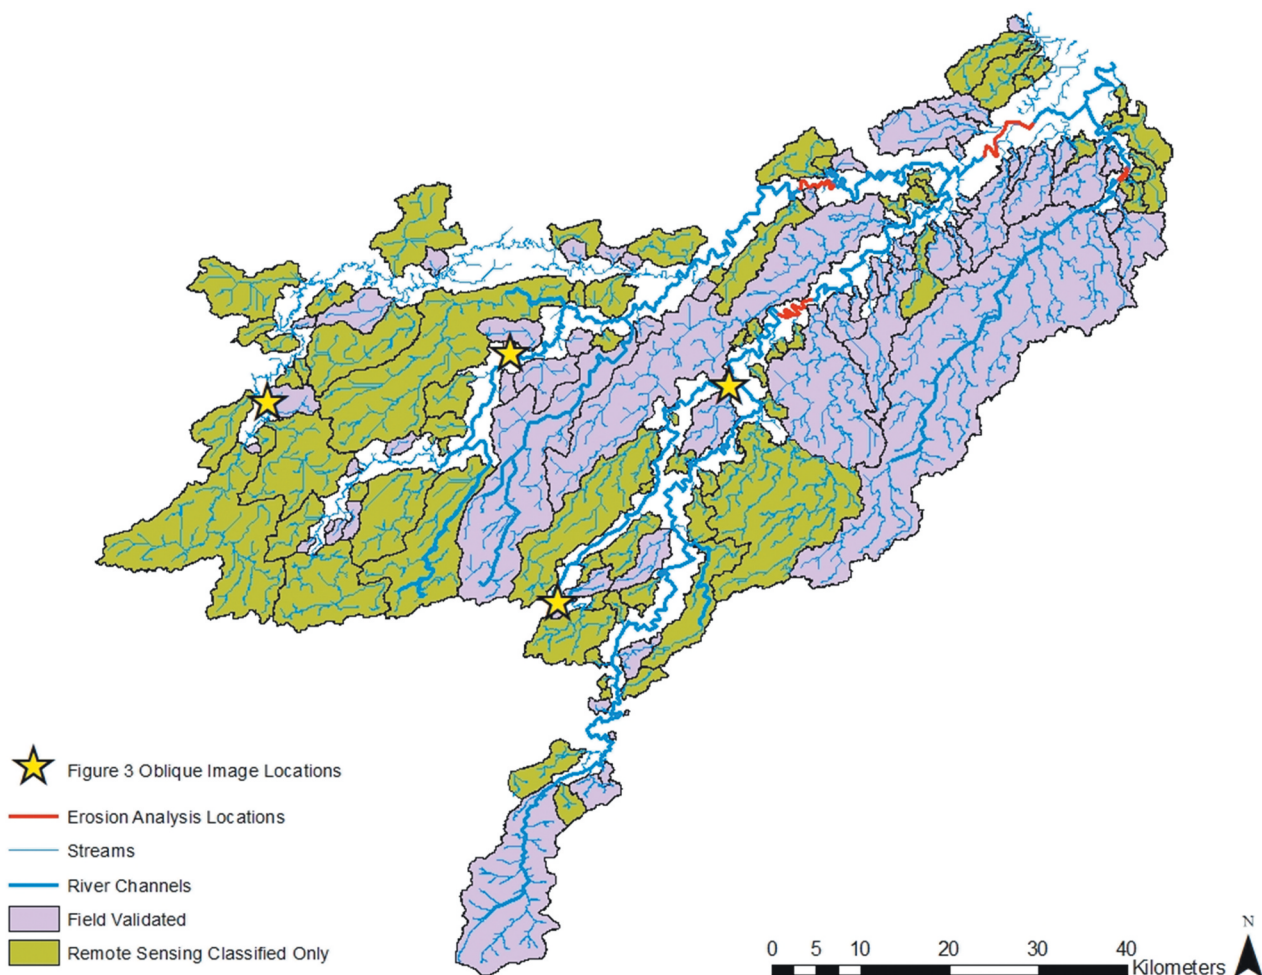 Figure 3 Oblique Image Locations
Erosion Analysis Locations
Streams
River Channels
Field Validated
Remote Sensing Classified Only
N
0 5 10 20 30 40
Kilometers